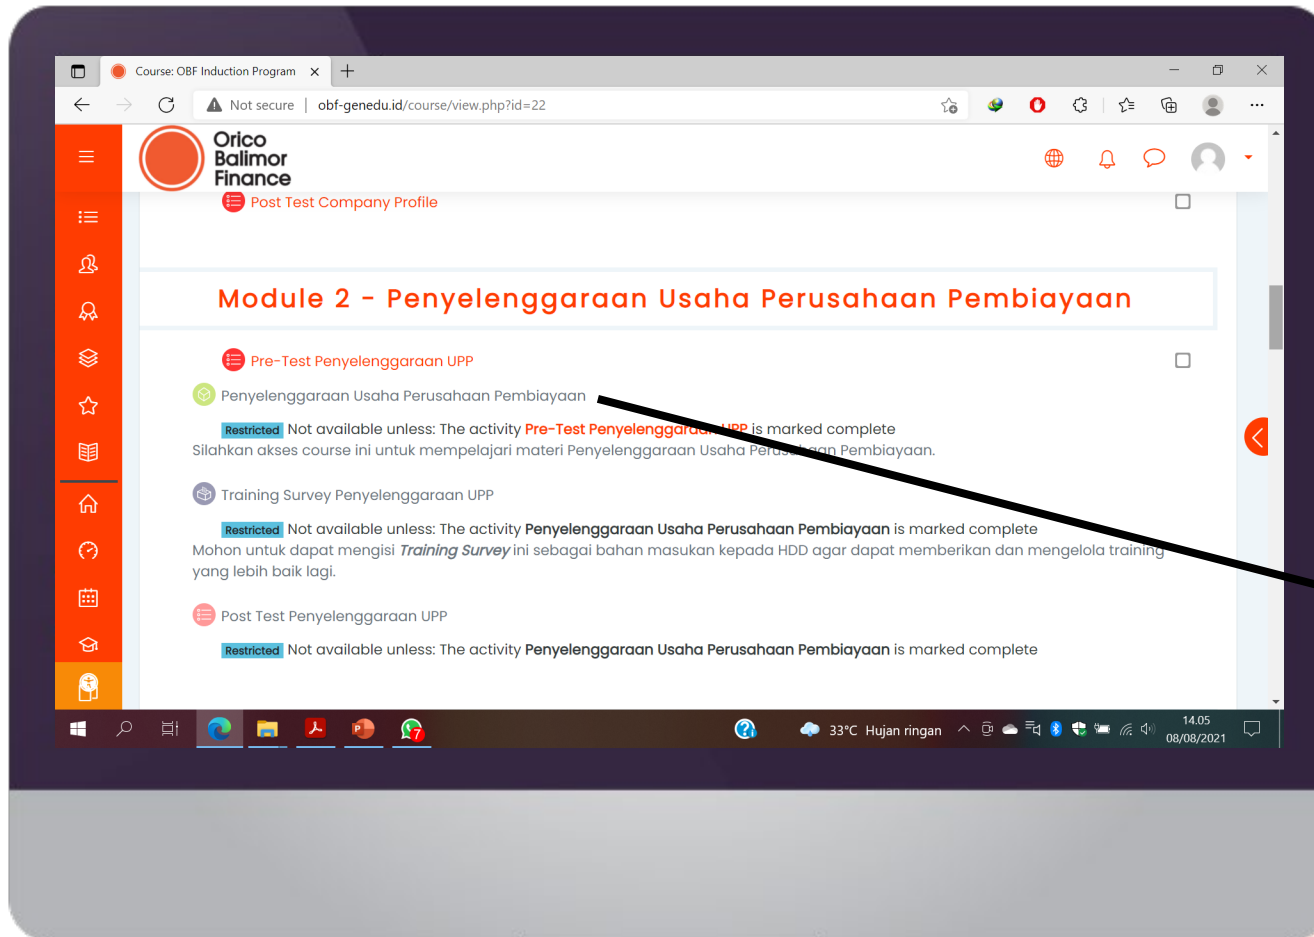 Course: OBF Induction Program
Not secure | obf-genedu.id/course/view.php?id=22
Orico
Balimor
Finance
Post Test Company Profile
Module 2 - Penyelenggaraan Usaha Perusahaan Pembiayaan
Pre-Test Penyelenggaraan UPP
Penyelenggaraan Usaha Perusahaan Pembiayaan
Restricted Not available unless: The activity Pre-Test Penyelenggaraan UPP is marked complete
Silahkan akses course ini untuk mempelajari materi Penyelenggaraan Usaha Perusahaan Pembiayaan.
Training Survey Penyelenggaraan UPP
Restricted Not available unless: The activity Penyelenggaraan Usaha Perusahaan Pembiayaan is marked complete
Mohon untuk dapat mengisi Training Survey ini sebagai bahan masukan kepada HDD agar dapat memberikan dan mengelola training
yang lebih baik lagi.
Post Test Penyelenggaraan UPP
Restricted Not available unless: The activity Penyelenggaraan Usaha Perusahaan Pembiayaan is marked complete
7
33°C Hujan ringan
14.05
08/08/2021